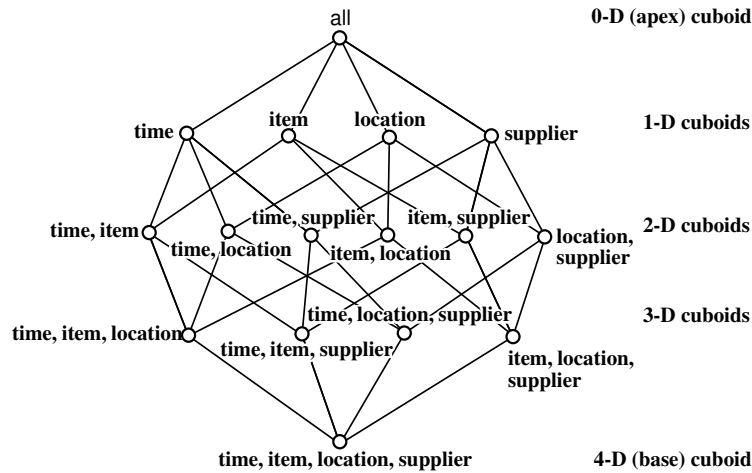 all
0-D (apex) cuboid
time
item
location
supplier
1-D cuboids
time, item
time, location
time, supplier
item, location
item, supplier
location,
supplier
2-D cuboids
time, item, location
time, item, supplier
time, location, supplier
item, location,
supplier
3-D cuboids
time, item, location, supplier
4-D (base) cuboid